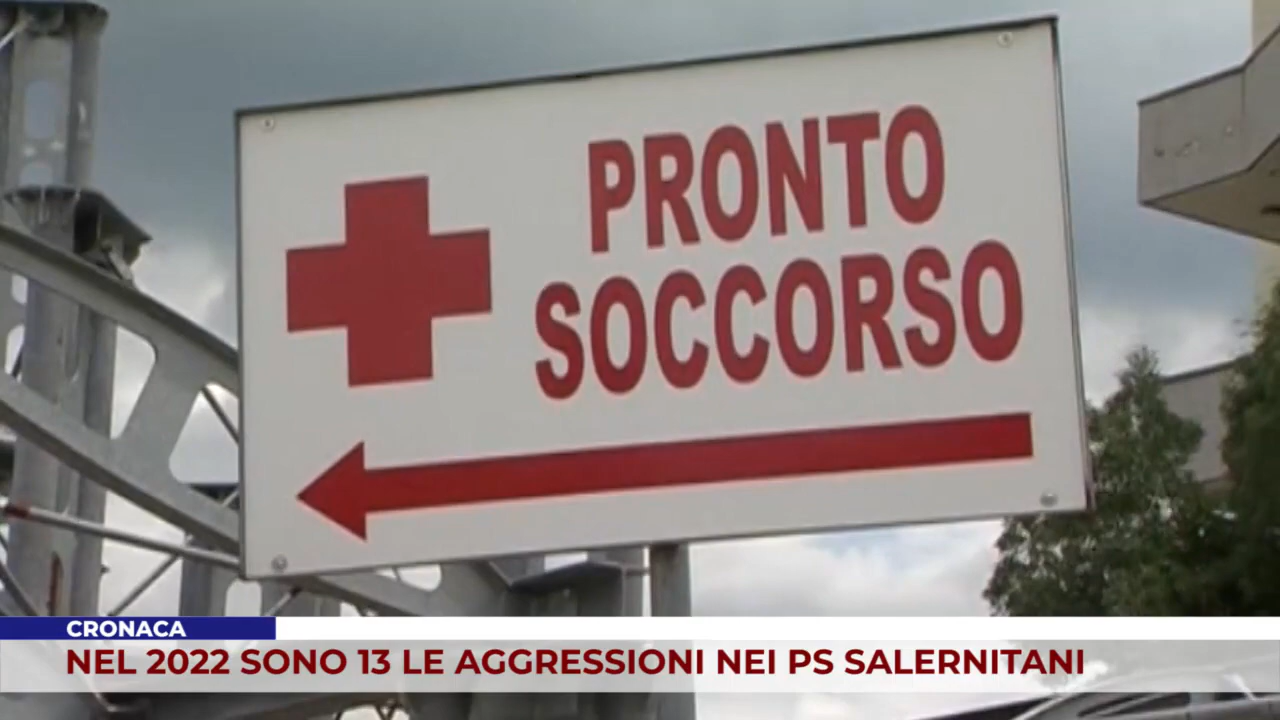 PRONTO
SOCCORSO
CRONACA
NEL 2022 SONO 13 LE AGGRESSIONI NEI PS SALERNITANI